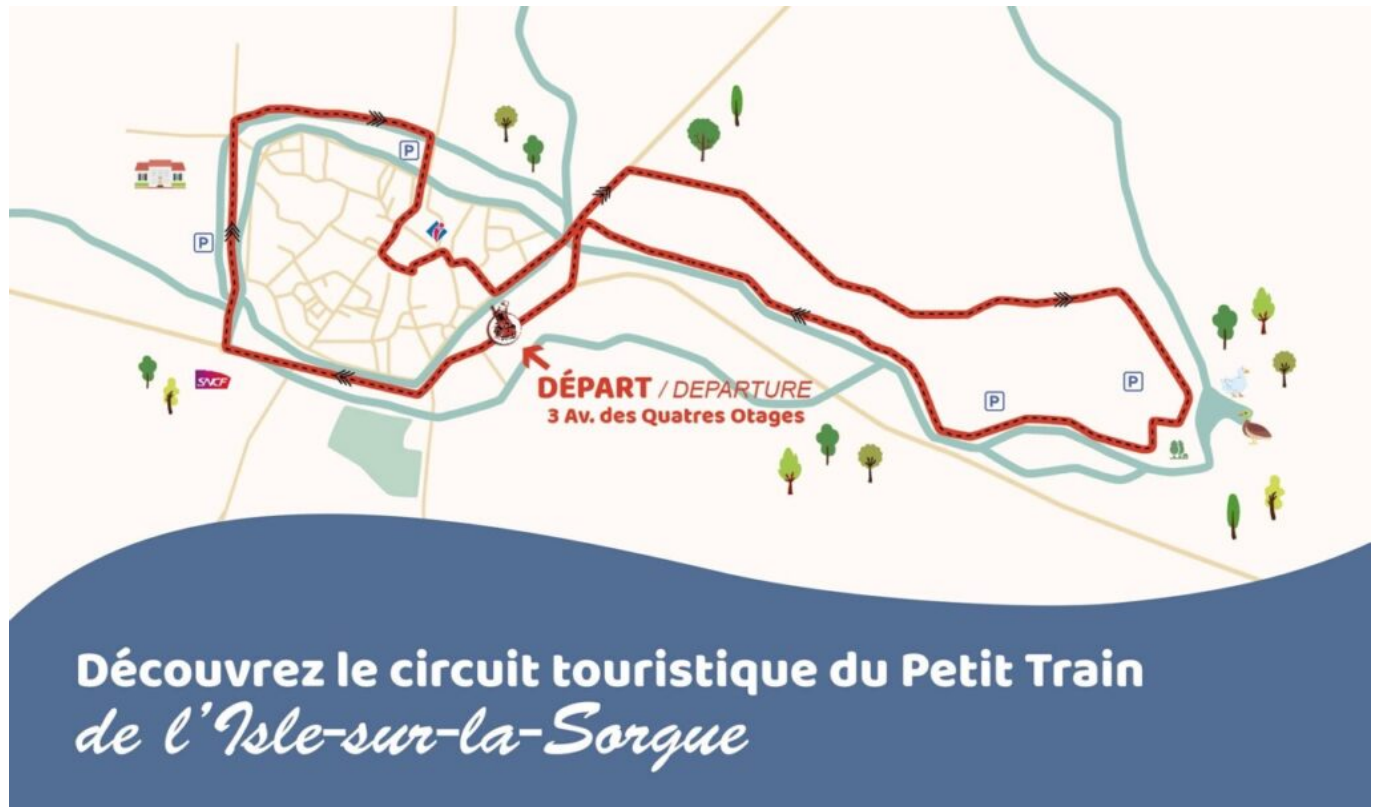 P
P
i
SNCF
DÉPART / DEPARTURE
3 Av. des Quatres Otages
P
P
Découvrez le circuit touristique du Petit Train
de l'Isle-sur-la-Sorgue